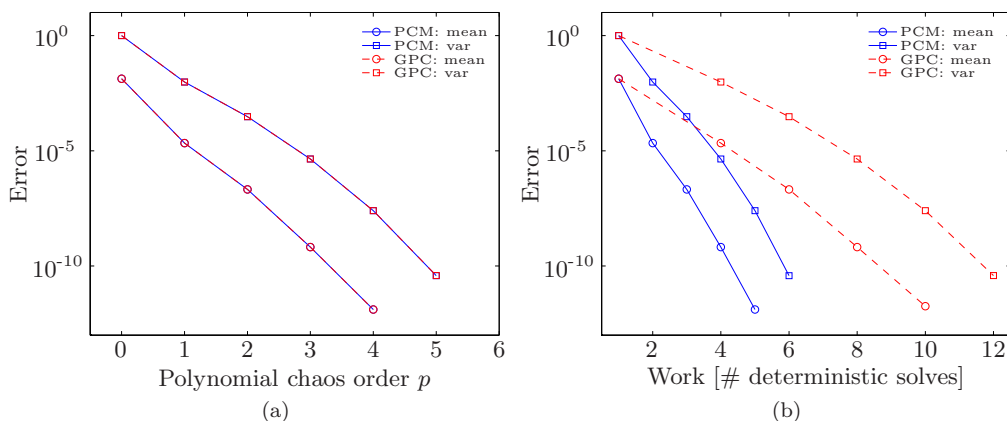 PCM: mean
PCM: var
GPC: mean
GPC: var
10^0
10^-5
10^-10
Error
0 1 2 3 4 5 6
Polynomial chaos order p
(a)
PCM: mean
PCM: var
GPC: mean
GPC: var
10^0
10^-5
10^-10
Error
2 4 6 8 10 12
Work [# deterministic solves]
(b)